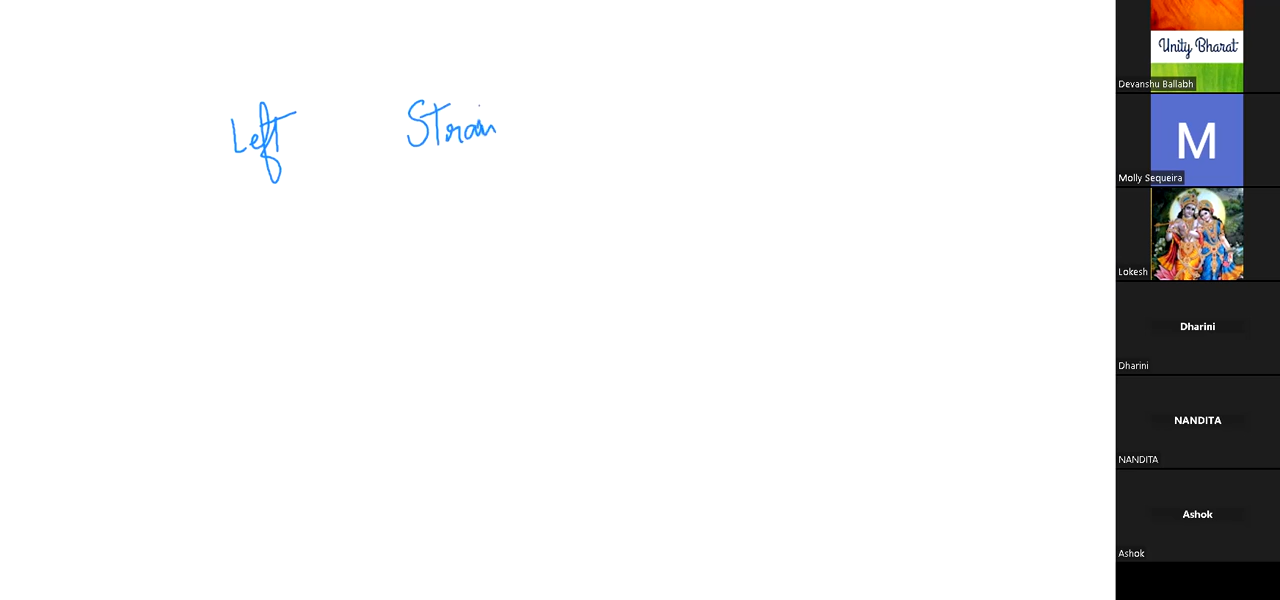 Left Strain
Unity Bharat
Devanshu Ballabh
M
Molly Sequeira
Lokesh
Dharini
Dharini
NANDITA
NANDITA
Ashok
Ashok